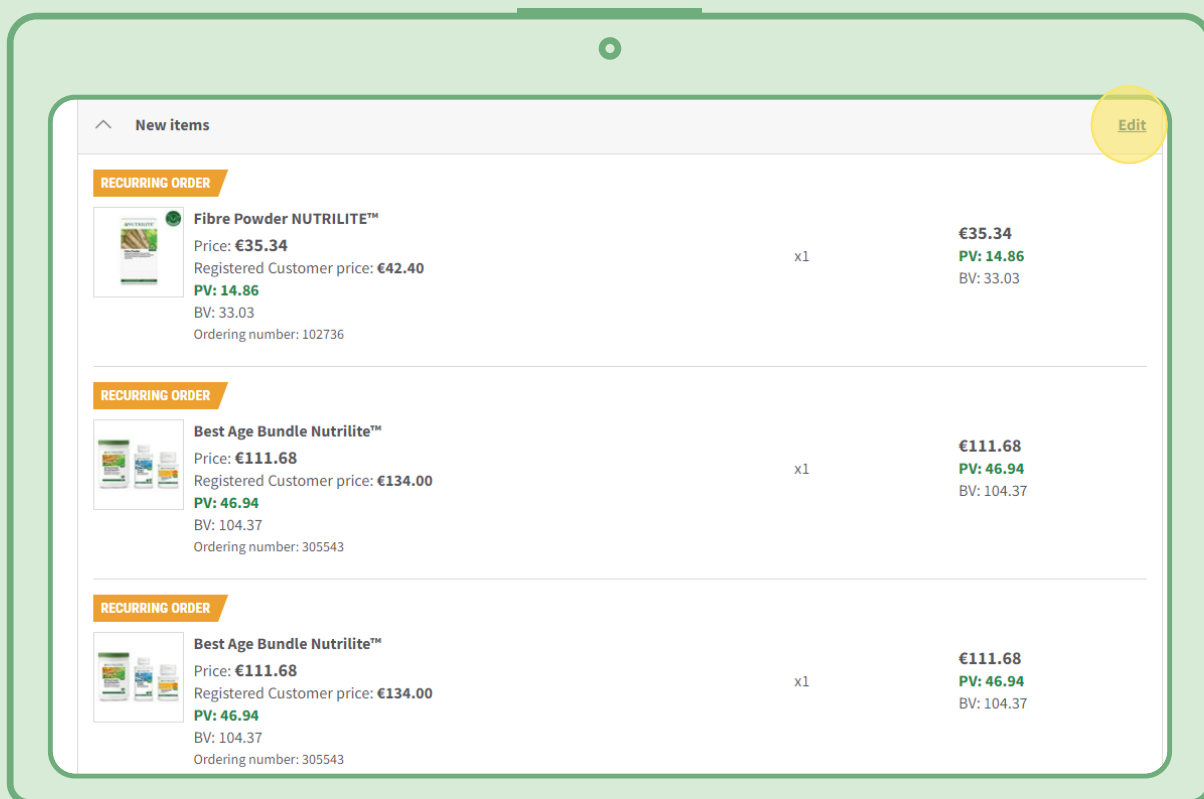 New items
Edit
RECURRING ORDER
Fibre Powder NUTRILITE™
Price: €35.34
Registered Customer price: €42.40
PV: 14.86
BV: 33.03
Ordering number: 102736
x1
€35.34
PV: 14.86
BV: 33.03
RECURRING ORDER
Best Age Bundle Nutrilite™
Price: €111.68
Registered Customer price: €134.00
PV: 46.94
BV: 104.37
Ordering number: 305543
x1
€111.68
PV: 46.94
BV: 104.37
RECURRING ORDER
Best Age Bundle Nutrilite™
Price: €111.68
Registered Customer price: €134.00
PV: 46.94
BV: 104.37
Ordering number: 305543
x1
€111.68
PV: 46.94
BV: 104.37